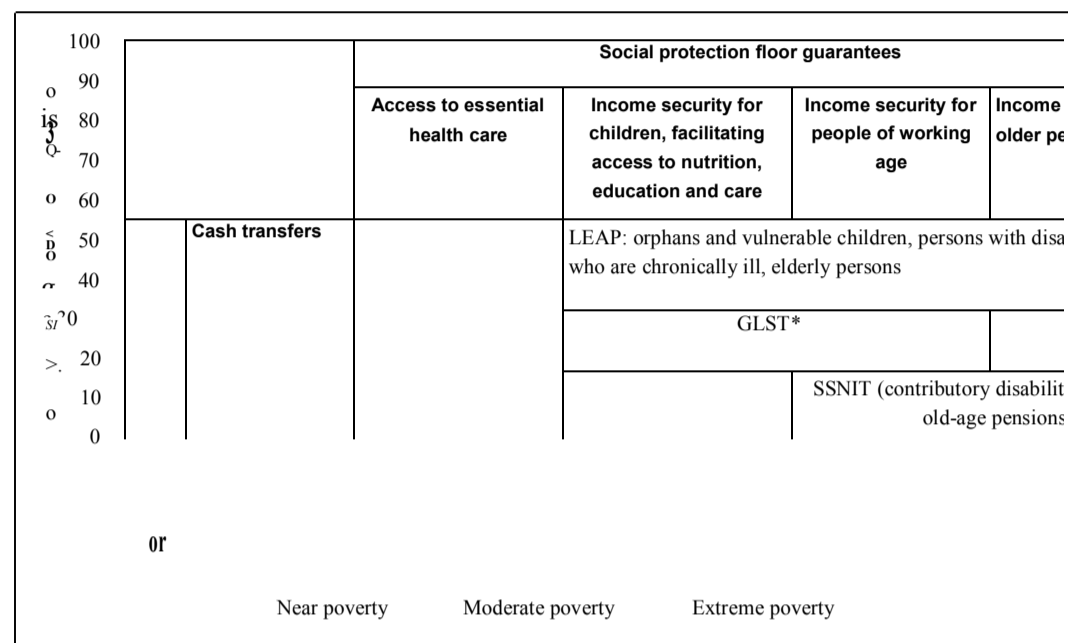 100
90
80
70
60
50
40
20
10
0
Social protection floor guarantees
Access to essential
health care
Income security for
children, facilitating
access to nutrition,
education and care
Income security for
people of working
age
Income
older pe
Cash transfers
LEAP: orphans and vulnerable children, persons with disa
who are chronically ill, elderly persons
GLST*
SSNIT (contributory disabilit
old-age pensions
or
Near poverty Moderate poverty Extreme poverty